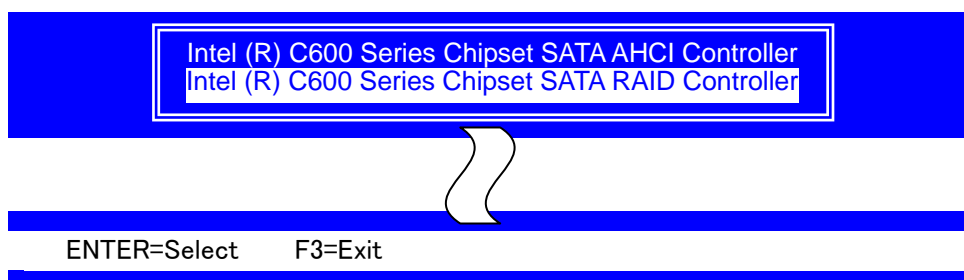 Intel (R) C600 Series Chipset SATA AHCI Controller
Intel (R) C600 Series Chipset SATA RAID Controller
ENTER=Select F3=Exit